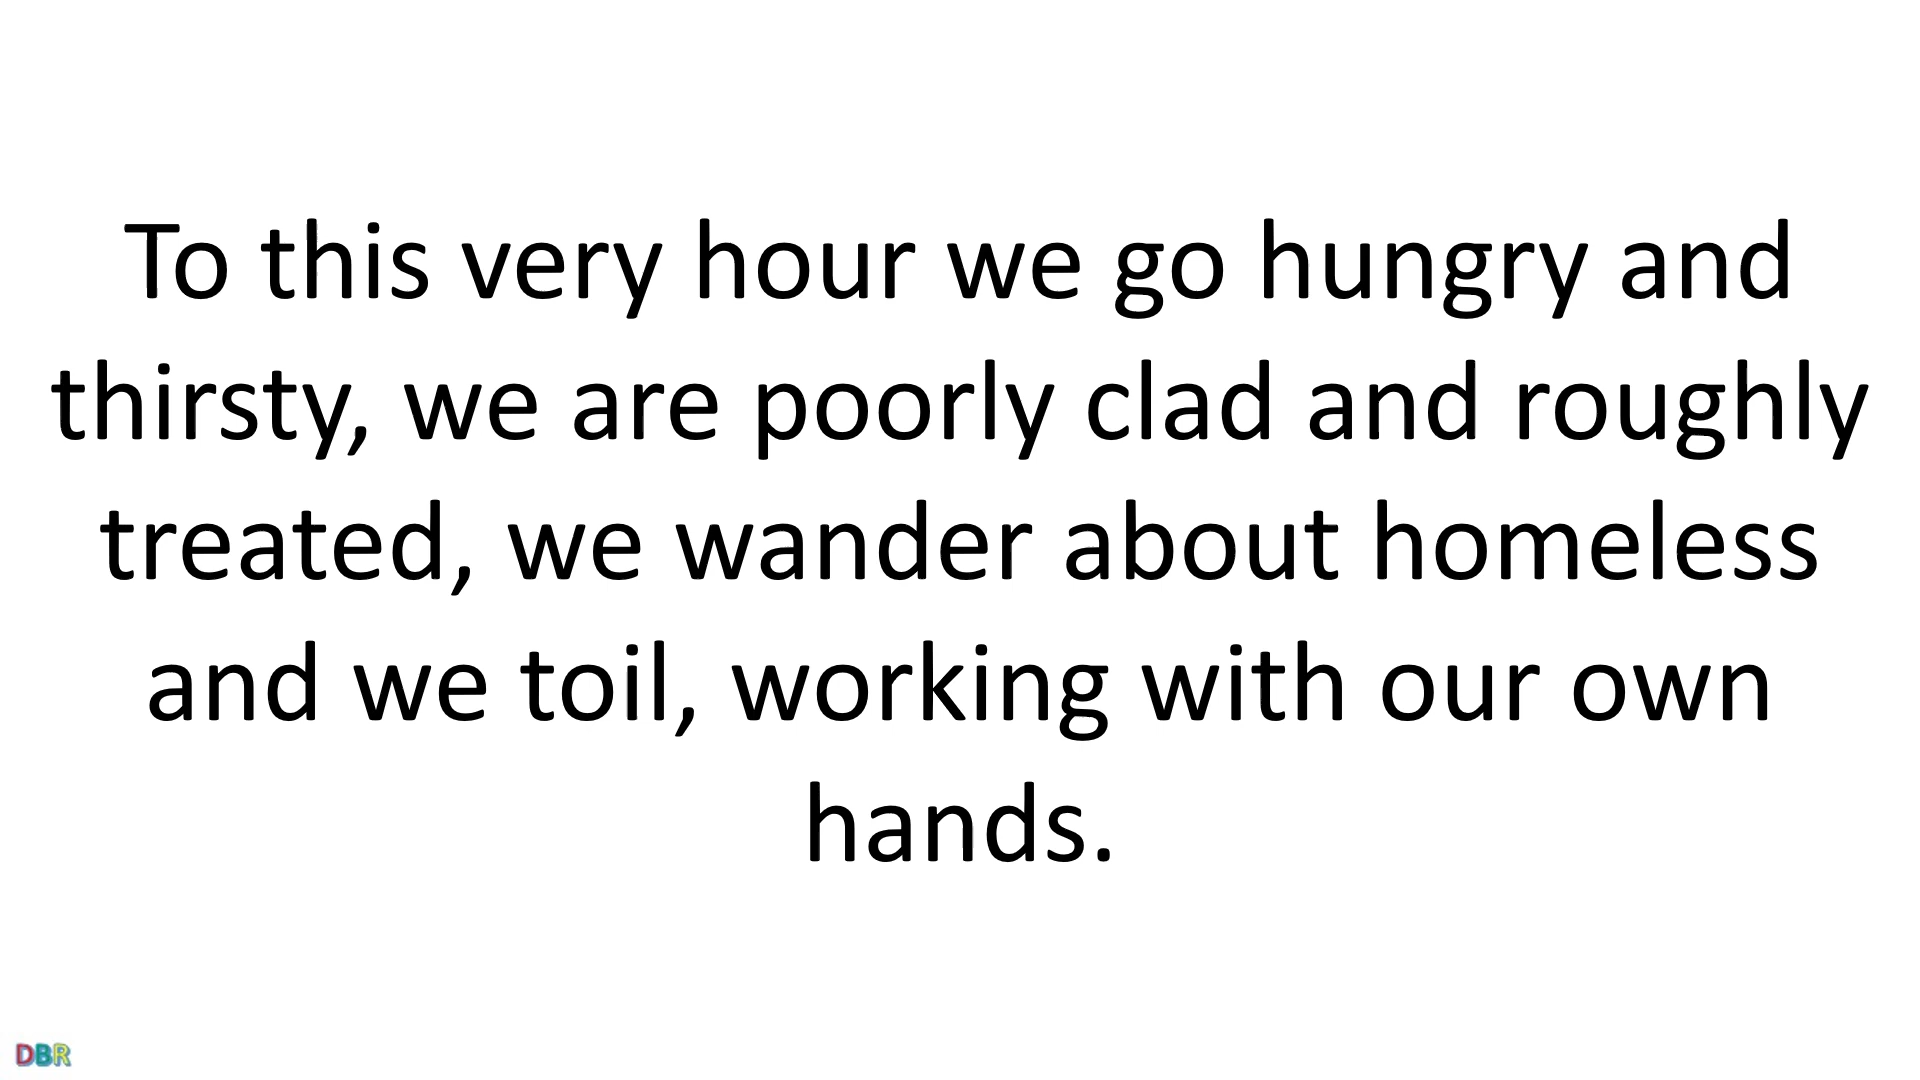 To this very hour we go hungry and
thirsty, we are poorly clad and roughly
treated, we wander about homeless
and we toil, working with our own
hands.
DBR